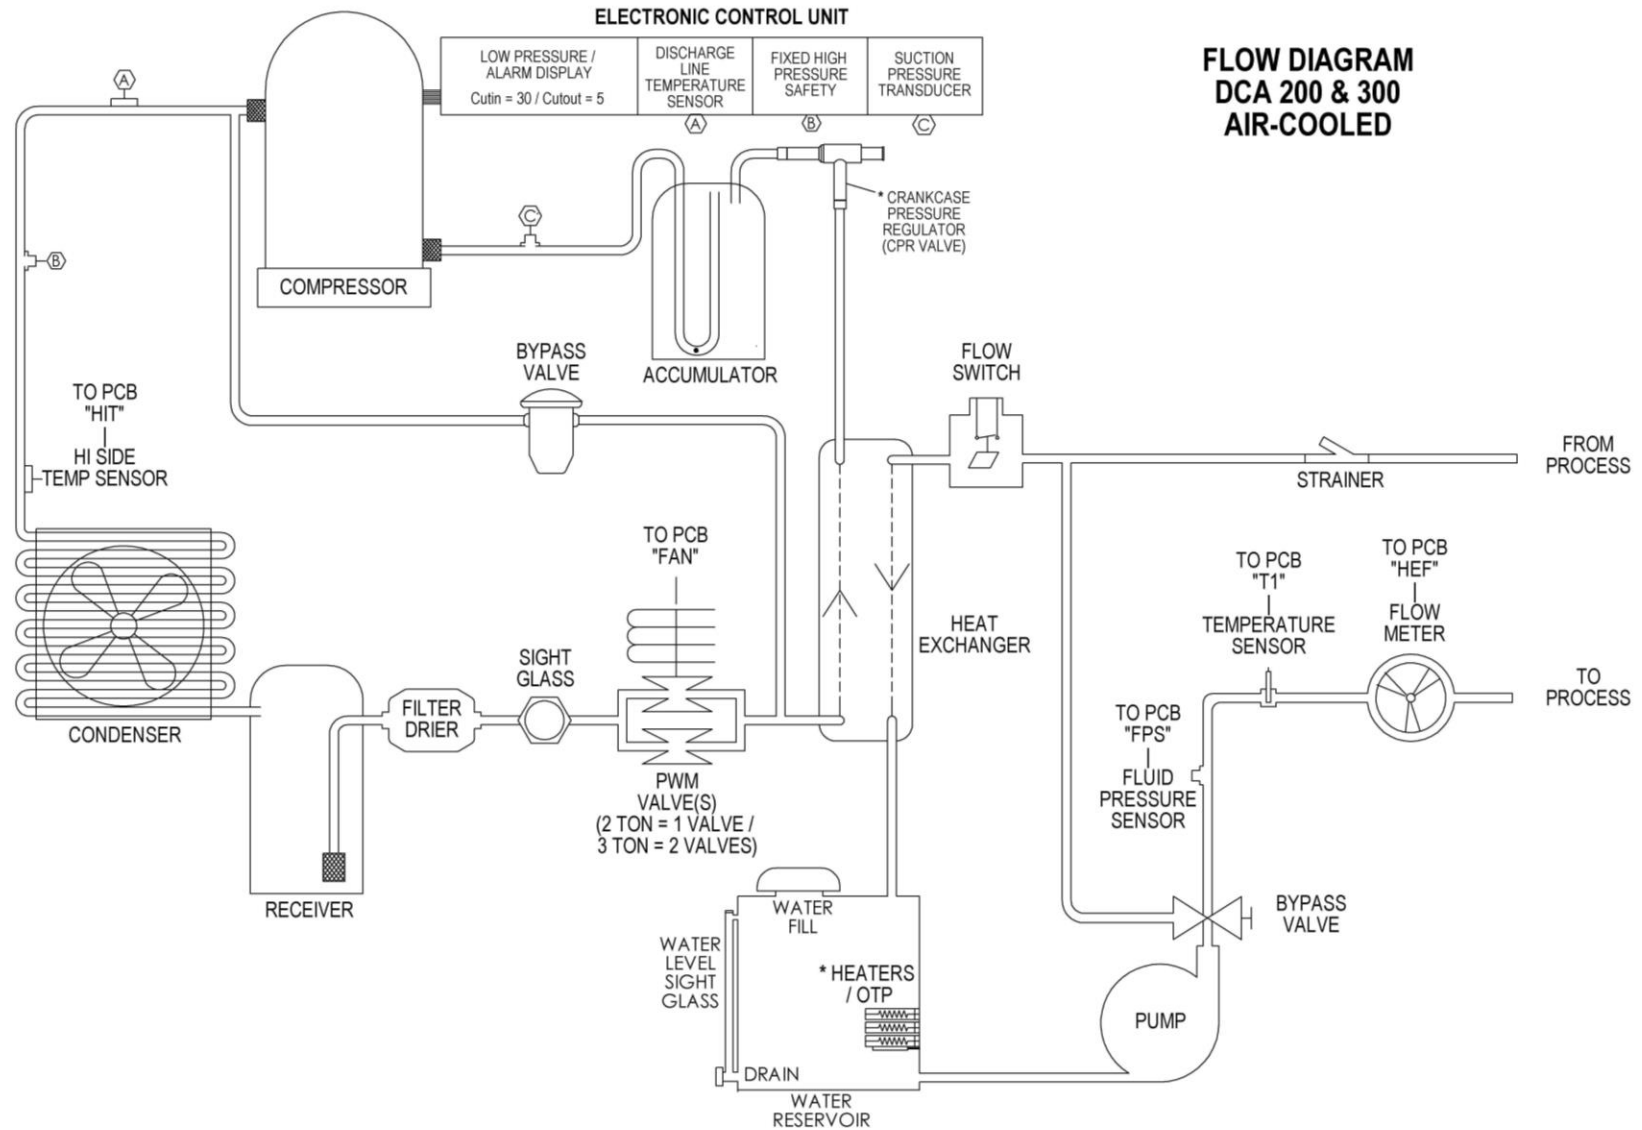 ELECTRONIC CONTROL UNIT
LOW PRESSURE /
ALARM DISPLAY
Cutin = 30 / Cutout = 5
DISCHARGE
LINE
TEMPERATURE
SENSOR
FIXED HIGH
PRESSURE
SAFETY
SUCTION
PRESSURE
TRANSDUCER
A
B
C
FLOW DIAGRAM
DCA 200 & 300
AIR-COOLED
A
B
C
COMPRESSOR
* CRANKCASE
PRESSURE
REGULATOR
(CPR VALVE)
ACCUMULATOR
BYPASS
VALVE
FLOW
SWITCH
TO PCB
"HIT"
HI SIDE
TEMP SENSOR
FROM
PROCESS
STRAINER
TO PCB
"FAN"
TO PCB
"T1"
TEMPERATURE
SENSOR
TO PCB
"HEF"
FLOW
METER
HEAT
EXCHANGER
SIGHT
GLASS
FILTER
DRIER
CONDENSER
TO
PROCESS
TO PCB
"FPS"
FLUID
PRESSURE
SENSOR
PWM
VALVE(S)
(2 TON = 1 VALVE /
3 TON = 2 VALVES)
RECEIVER
WATER
FILL
BYPASS
VALVE
WATER
LEVEL
SIGHT
GLASS
* HEATERS
/ OTP
PUMP
DRAIN
WATER
RESERVOIR